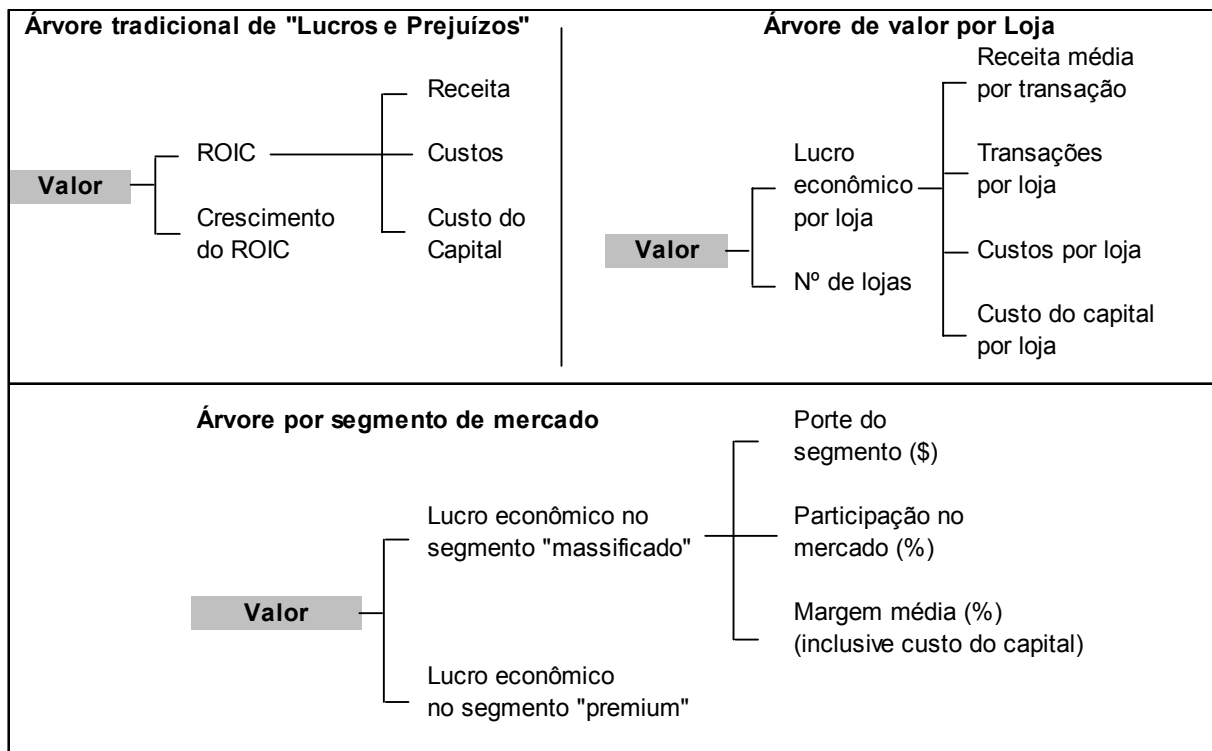 Árvore tradicional de "Lucros e Prejuízos"
Valor
ROIC
Crescimento
do ROIC
Receita
Custos
Custo do
Capital
Árvore de valor por Loja
Valor
Lucro
econômico
por loja
Nº de lojas
Receita média
por transação
Transações
por loja
Custos por loja
Custo do capital
por loja
Árvore por segmento de mercado
Valor
Lucro econômico no
segmento "massificado"
Lucro econômico
no segmento "premium"
Porte do
segmento ($)
Participação no
mercado (%)
Margem média (%)
(inclusive custo do capital)